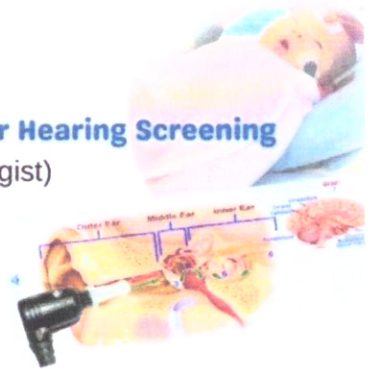 r Hearing Screening
gist)
Outer Ear
Middle Ear
Inner Ear